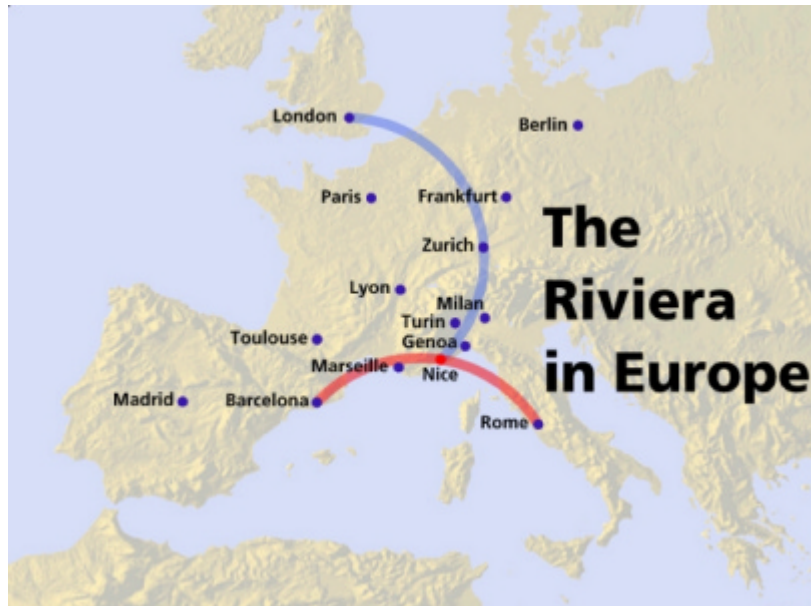 London
Berlin
Paris
Frankfurt
Zurich
The
Riviera
in Europe
Lyon
Milan
Turin
Genoa
Toulouse
Marseille
Nice
Madrid
Barcelona
Rome